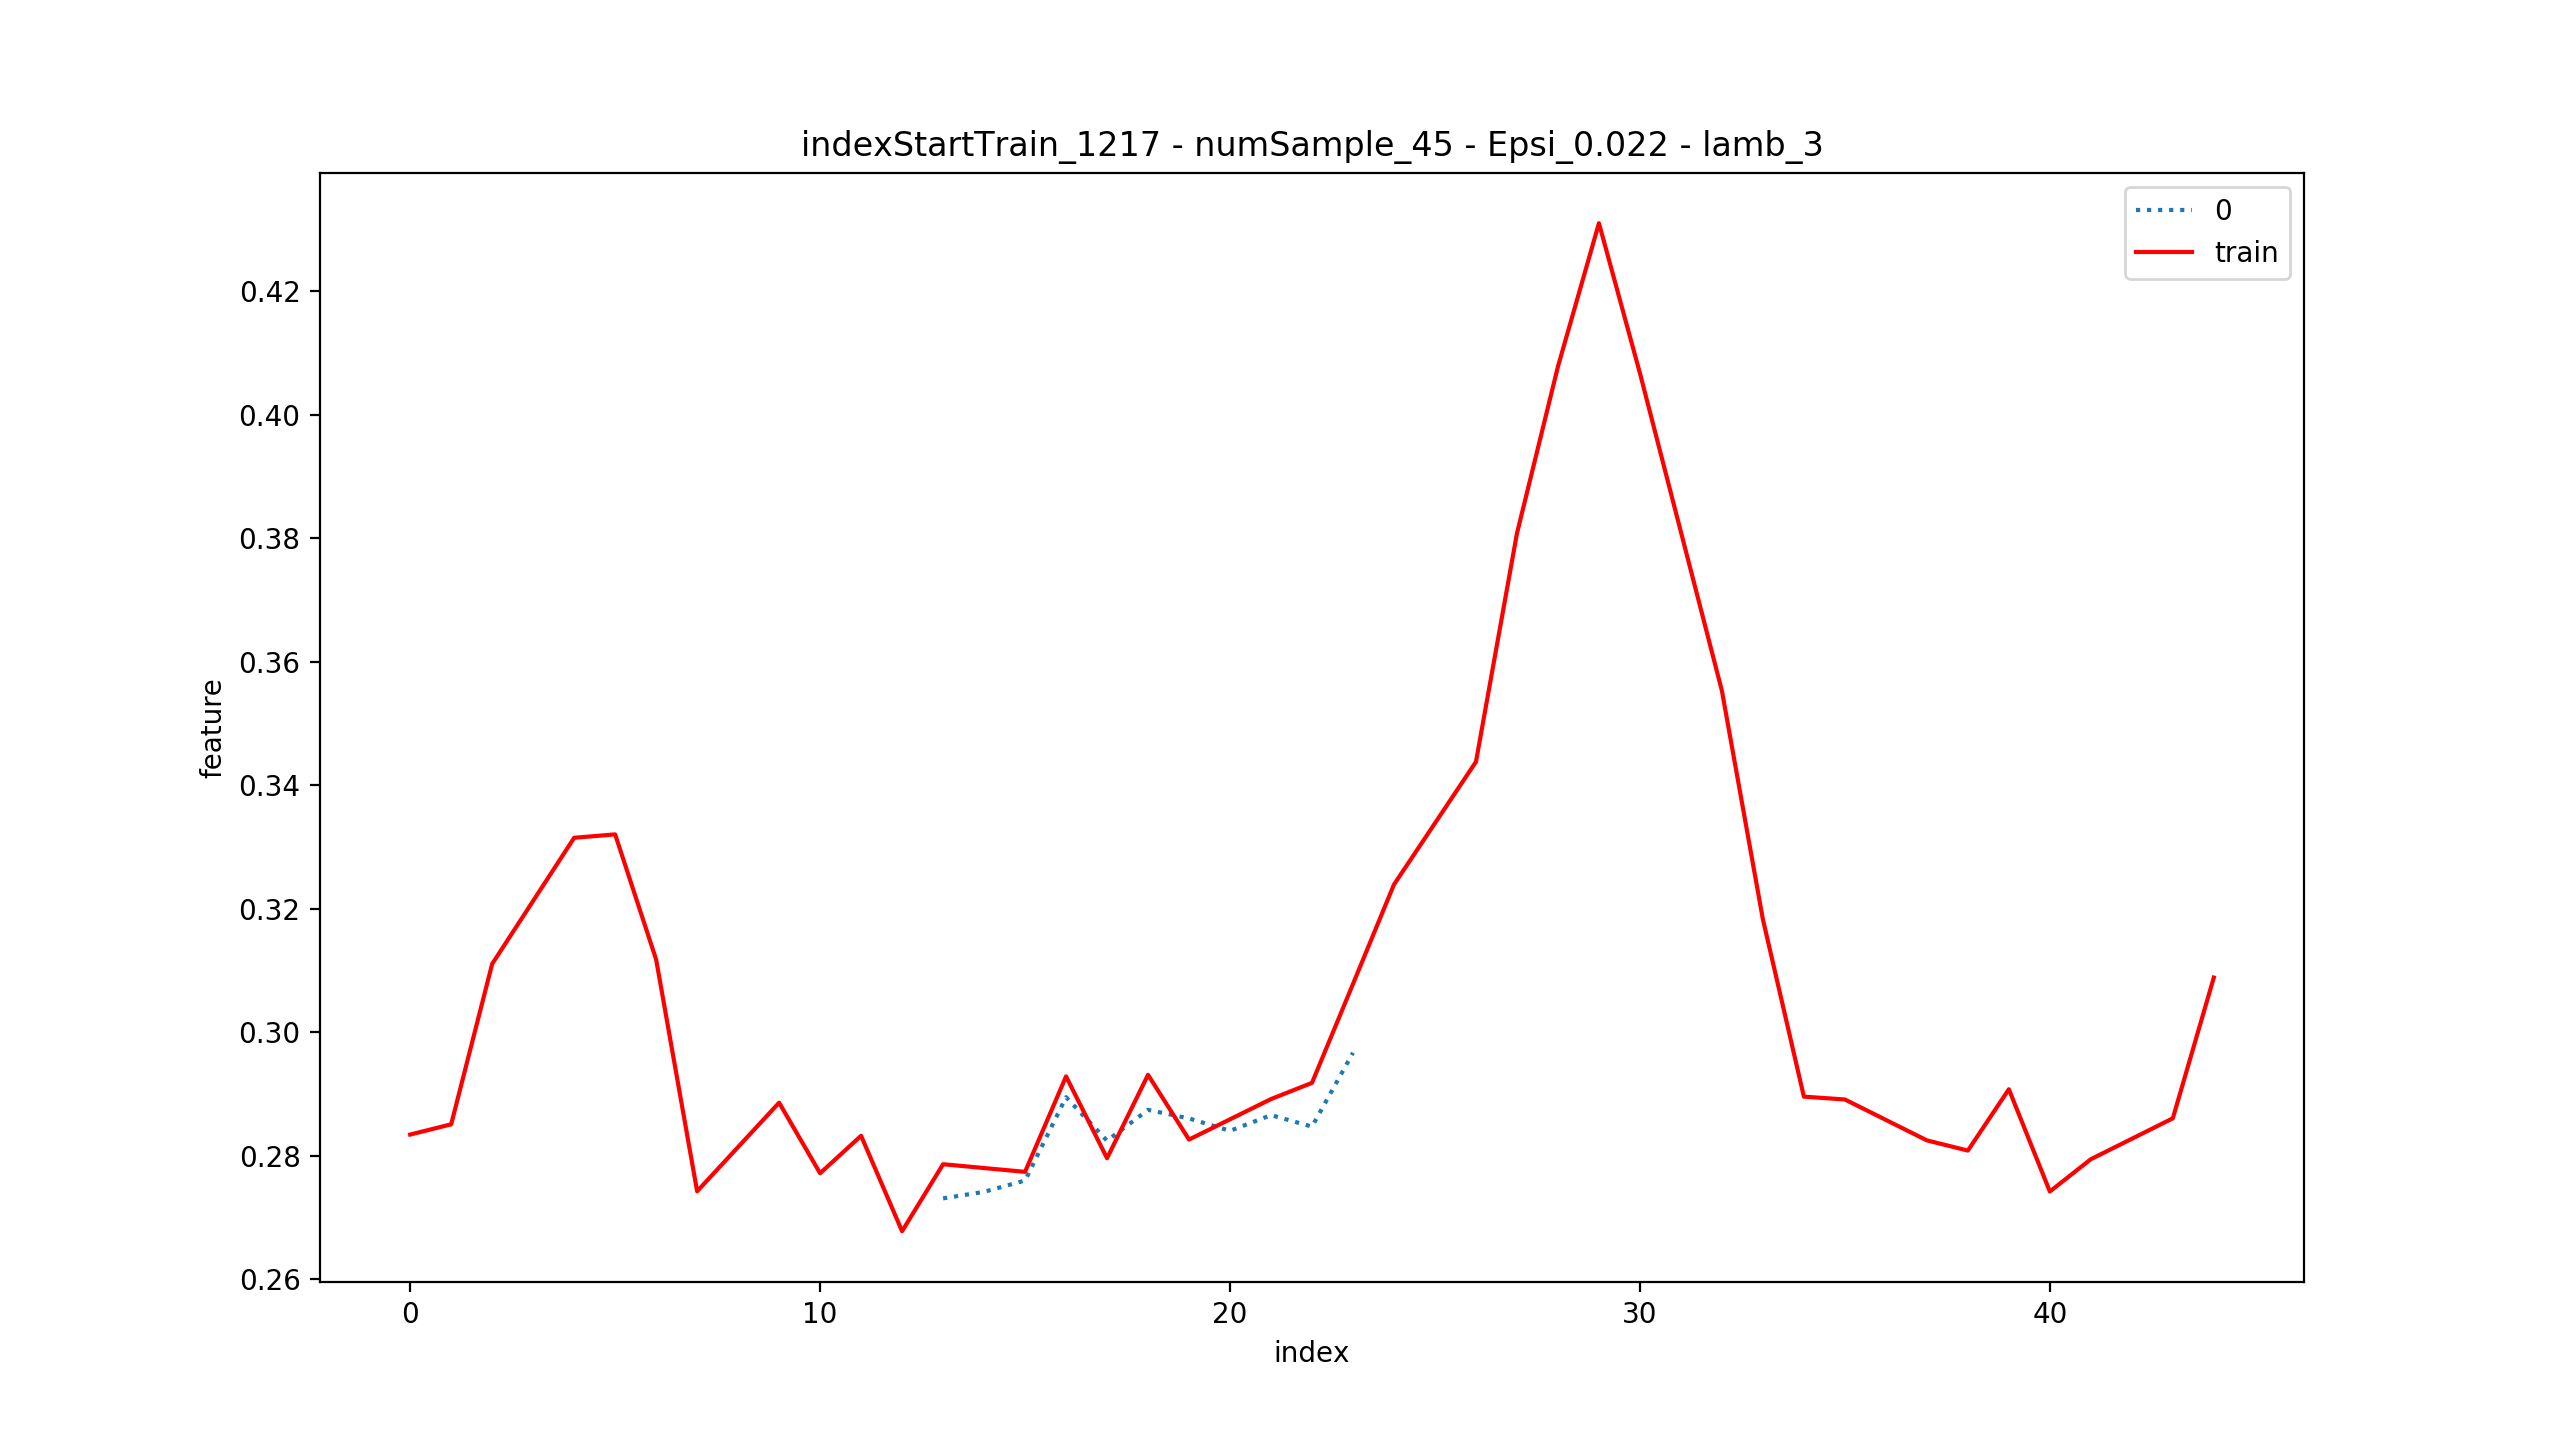 indexStartTrain_1217 - numSample_45 - Epsi_0.022 - lamb_3
0
train
0.42
0.40
0.38
0.36
0.34
0.32
0.30
0.28
0.26
feature
0 10 20 30 40
index